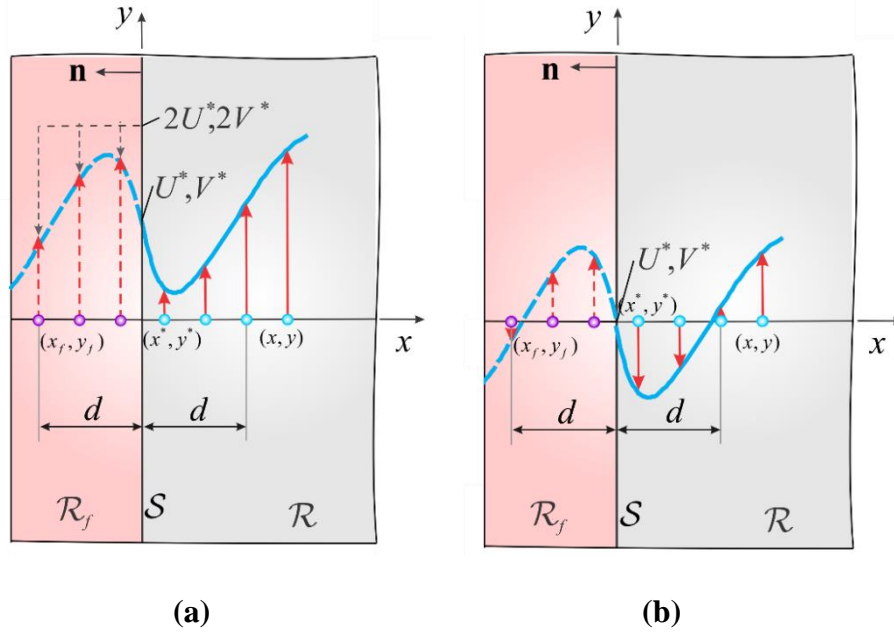 y
n
2U*,2V*
U*,V*
(x_f, y_f)
(x*, y*)
(x, y)
x
d
d
ℛ_f
𝒮
ℛ
(a)
y
n
U*,V*
(x*, y*)
(x_f, y_f)
(x, y)
x
d
d
ℛ_f
𝒮
ℛ
(b)